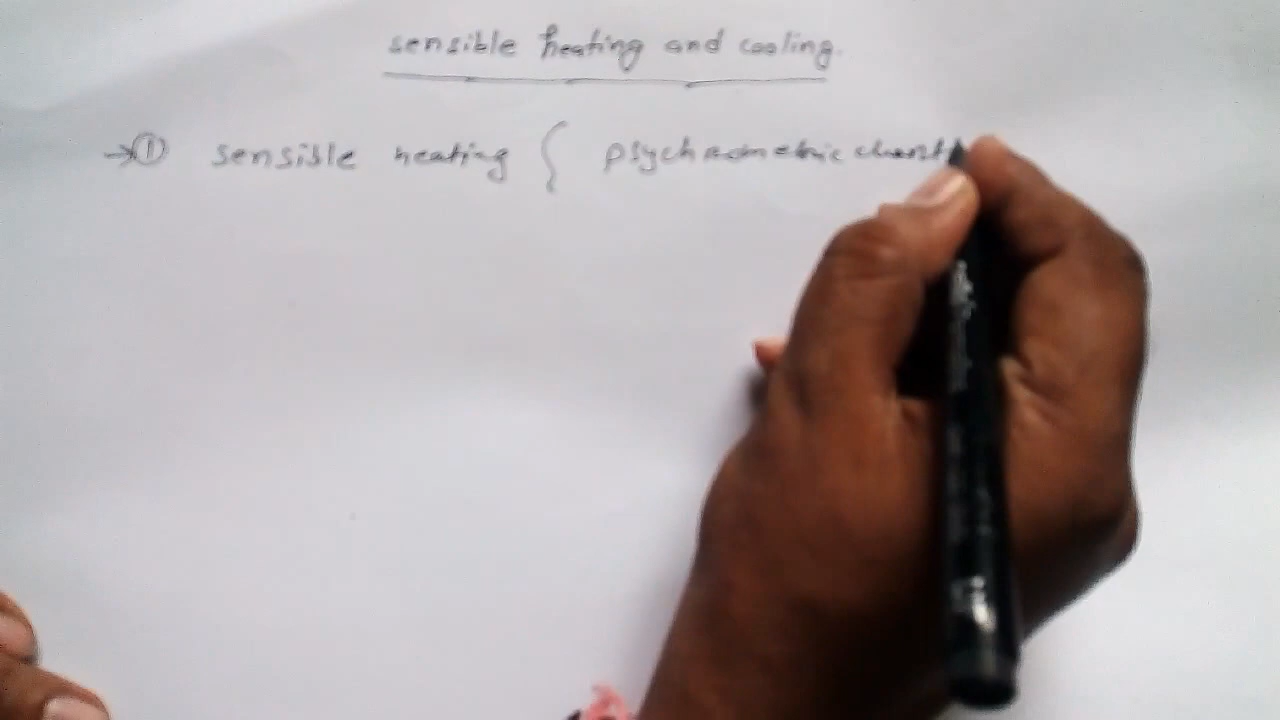 sensible heating and cooling.
→① sensible heating { psychrometric chart